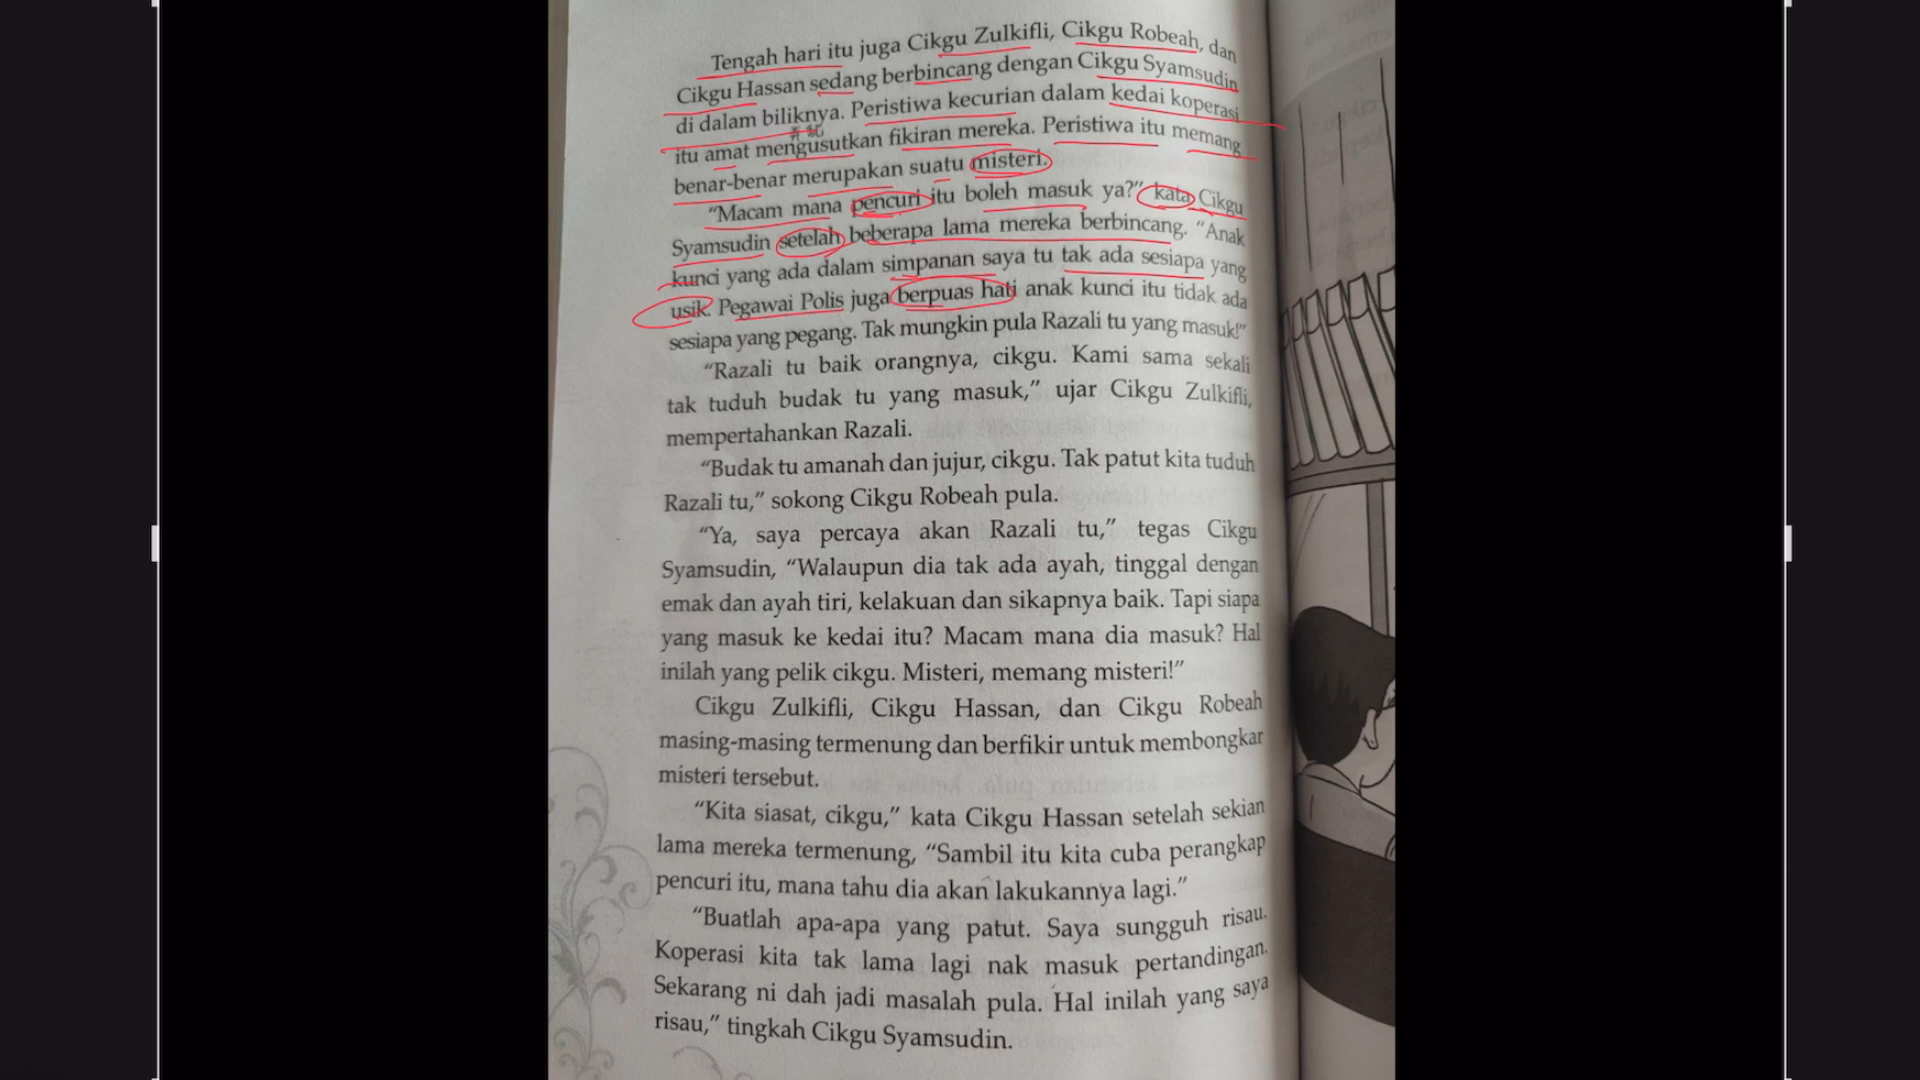 Tengah hari itu juga Cikgu Zulkifli, Cikgu Robeah, dan
Cikgu Hassan sedang berbincang dengan Cikgu Syamsudin
di dalam biliknya. Peristiwa kecurian dalam kedai koperasi
itu amat mengusutkan fikiran mereka. Peristiwa itu memang
benar-benar merupakan suatu misteri.
“Macam mana pencuri itu boleh masuk ya?” kata Cikgu
Syamsudin setelah beberapa lama mereka berbincang. “Anak
kunci yang ada dalam simpanan saya tu tak ada sesiapa yang
usik. Pegawai Polis juga berpuas hati anak kunci itu tidak ada
sesiapa yang pegang. Tak mungkin pula Razali tu yang masuk!”
“Razali tu baik orangnya, cikgu. Kami sama sekali
tak tuduh budak tu yang masuk,” ujar Cikgu Zulkifli,
mempertahankan Razali.
“Budak tu amanah dan jujur, cikgu. Tak patut kita tuduh
Razali tu,” sokong Cikgu Robeah pula.
“Ya, saya percaya akan Razali tu,” tegas Cikgu
Syamsudin, “Walaupun dia tak ada ayah, tinggal dengan
emak dan ayah tiri, kelakuan dan sikapnya baik. Tapi siapa
yang masuk ke kedai itu? Macam mana dia masuk? Hal
inilah yang pelik cikgu. Misteri, memang misteri!”
Cikgu Zulkifli, Cikgu Hassan, dan Cikgu Robeah
masing-masing termenung dan berfikir untuk membongkar
misteri tersebut.
“Kita siasat, cikgu,” kata Cikgu Hassan setelah sekian
lama mereka termenung, “Sambil itu kita cuba perangkap
pencuri itu, mana tahu dia akan lakukannya lagi.”
“Buatlah apa-apa yang patut. Saya sungguh risau.
Koperasi kita tak lama lagi nak masuk pertandingan.
Sekarang ni dah jadi masalah pula. Hal inilah yang saya
risau,” tingkah Cikgu Syamsudin.